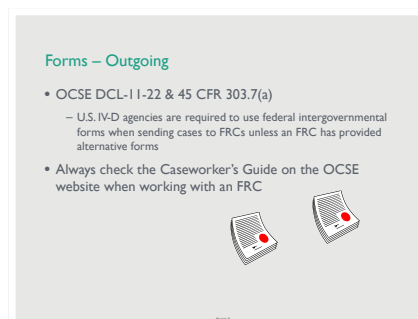 Forms – Outgoing
• OCSE DCL-11-22 & 45 CFR 303.7(a)
– U.S. IV-D agencies are required to use federal intergovernmental
forms when sending cases to FRCs unless an FRC has provided
alternative forms
• Always check the Caseworker's Guide on the OCSE
website when working with an FRC